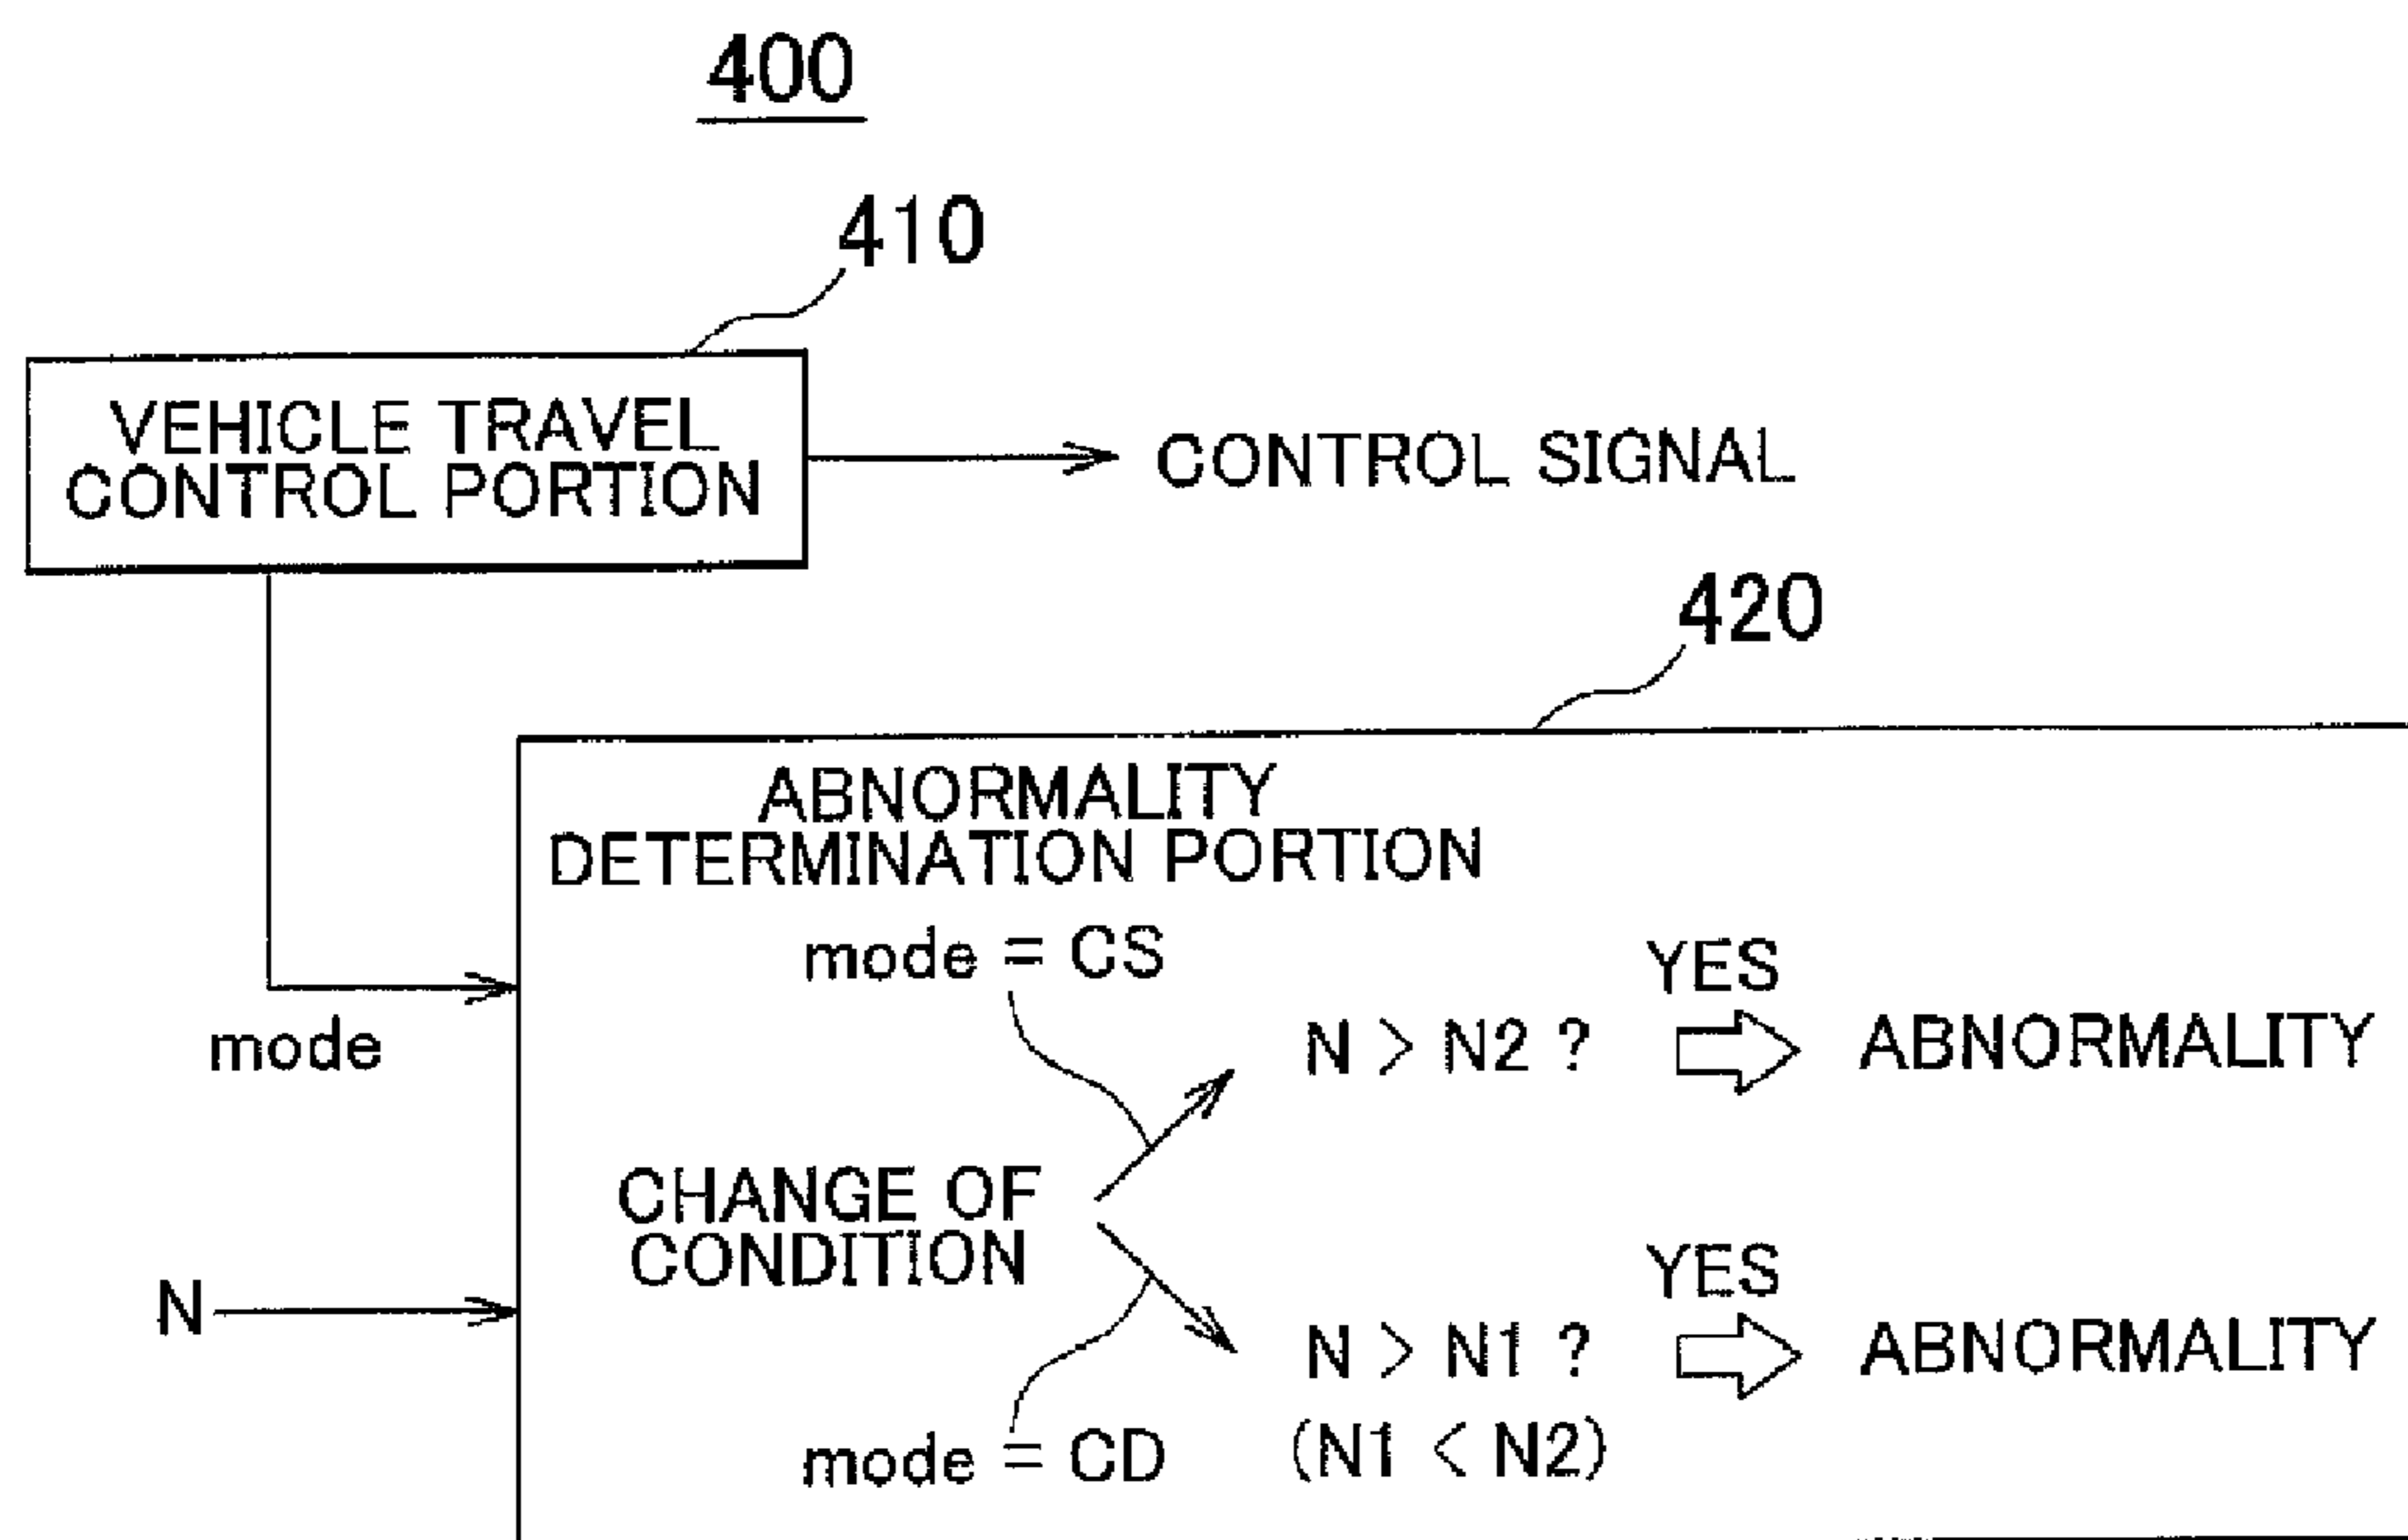 400
410
VEHICLE TRAVEL
CONTROL PORTION
CONTROL SIGNAL
420
ABNORMALITY
DETERMINATION PORTION
mode = CS
YES
mode
N > N2 ?
ABNORMALITY
CHANGE OF
CONDITION
YES
N
N > N1 ?
ABNORMALITY
mode = CD
(N1 < N2)